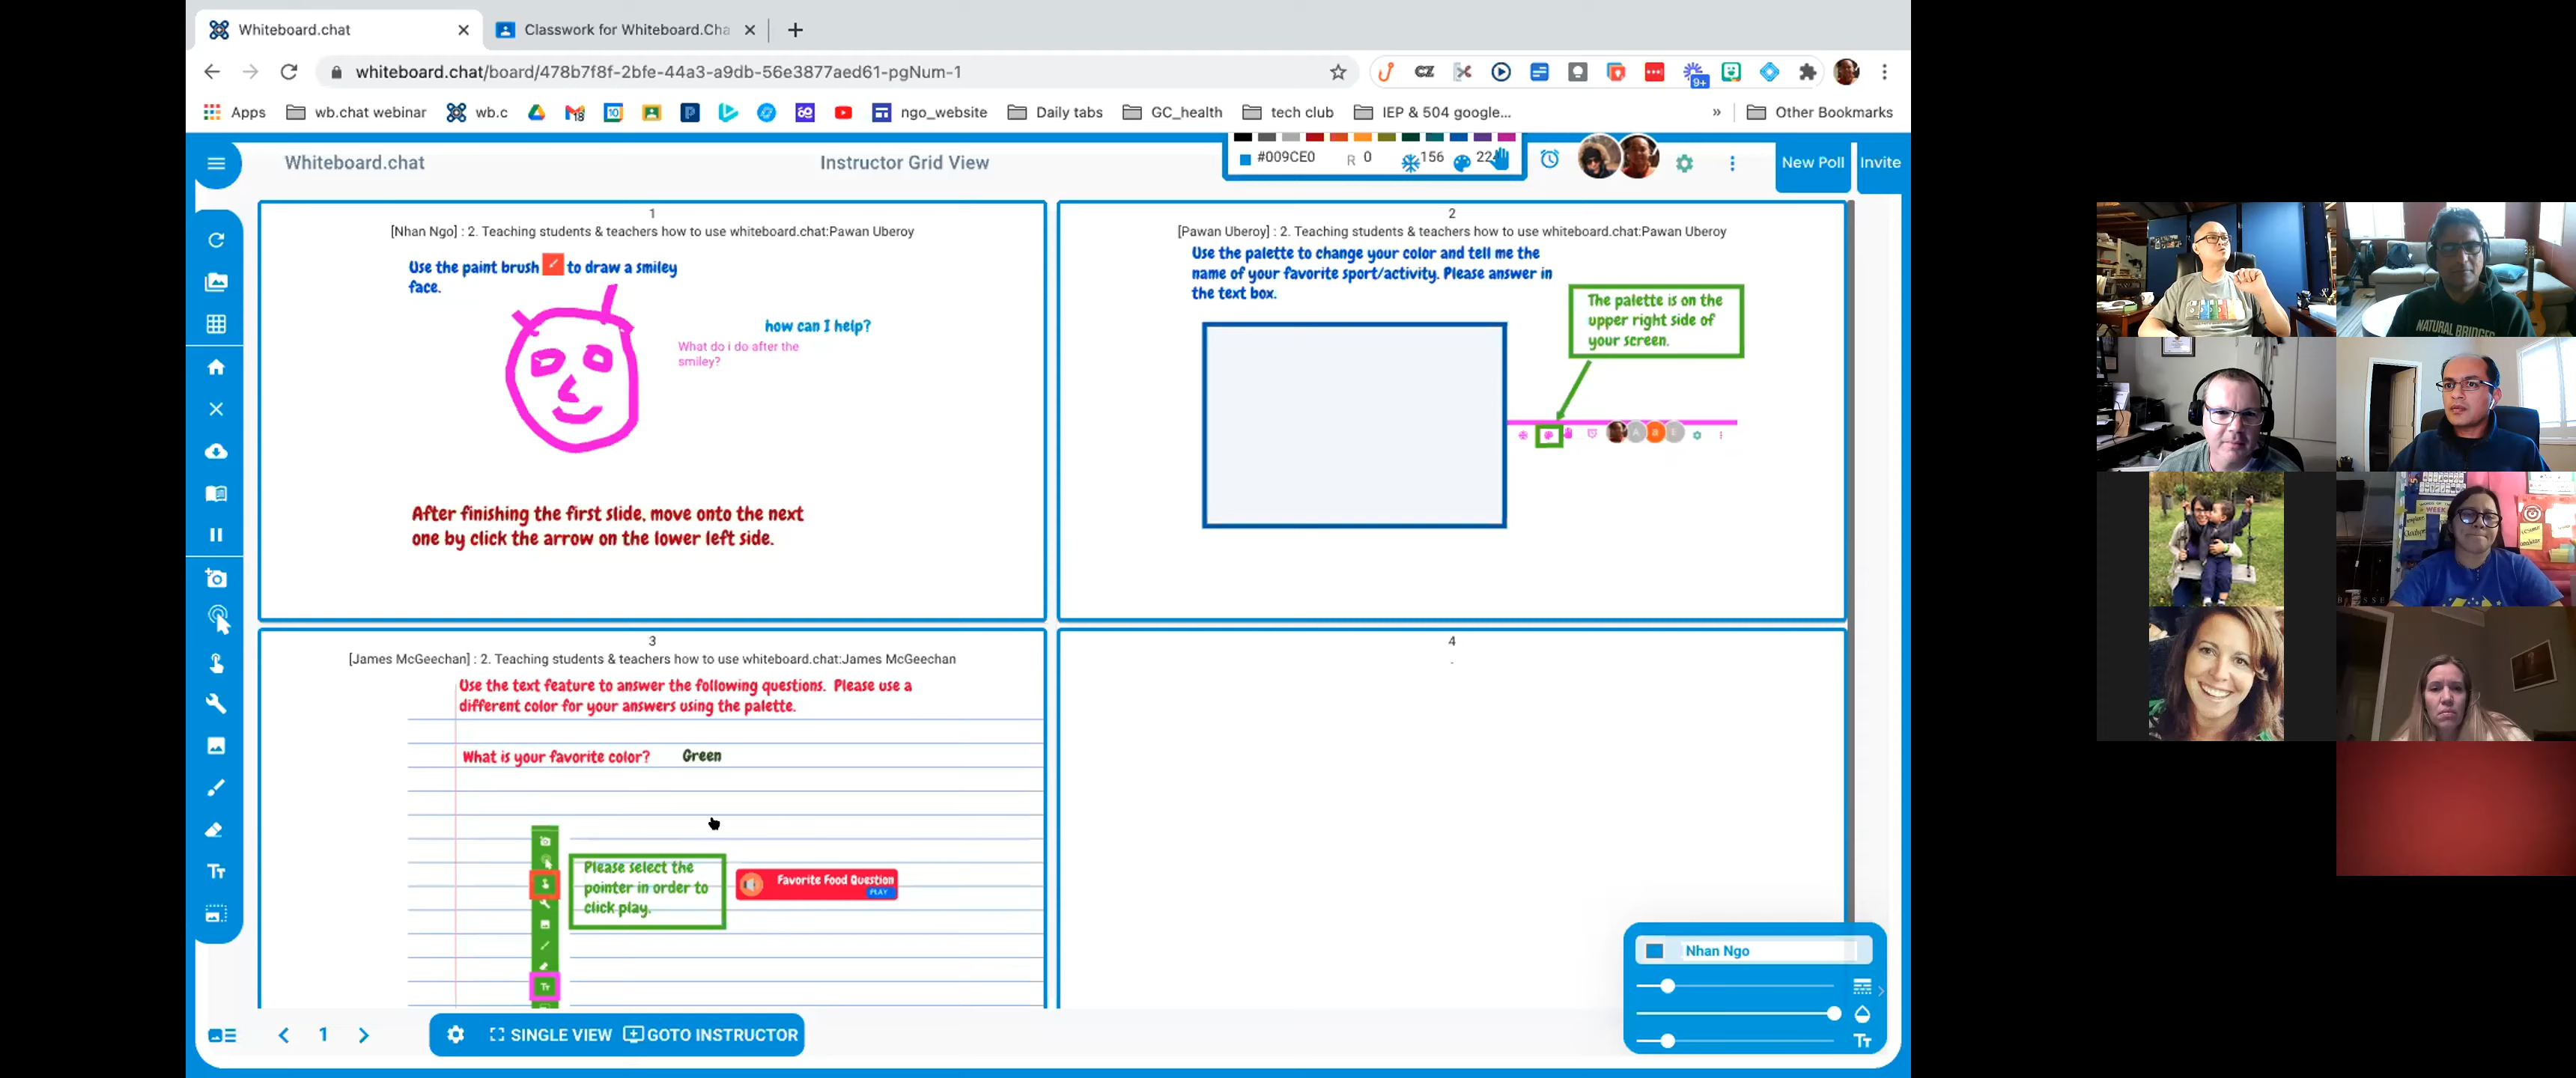 Whiteboard.chat
Classwork for Whiteboard.Cha
whiteboard.chat/board/478b7f8f-2bfe-44a3-a9db-56e3877aed61-pgNum-1
CZ
9+
Apps
wb.chat webinar
wb.c
10
ngo_website
Daily tabs
GC_health
tech club
IEP & 504 google...
»
Other Bookmarks
Whiteboard.chat
Instructor Grid View
#009CE0 R 0 156
New Poll
Invite
1
[Nhan Ngo] : 2. Teaching students & teachers how to use whiteboard.chat:Pawan Uberoy
Use the paint brush to draw a smiley
face.
how can I help?
What do i do after the
smiley?
After finishing the first slide, move onto the next
one by click the arrow on the lower left side.
2
[Pawan Uberoy] : 2. Teaching students & teachers how to use whiteboard.chat:Pawan Uberoy
Use the palette to change your color and tell me the
name of your favorite sport/activity. Please answer in
the text box.
The palette is on the
upper right side of
your screen.
3
[James McGeechan] : 2. Teaching students & teachers how to use whiteboard.chat:James McGeechan
Use the text feature to answer the following questions. Please use a
different color for your answers using the palette.
What is your favorite color? Green
Please select the
pointer in order to
click play.
Favorite Food Question
PLAY
Tт
4
.
Tт
Nhan Ngo
Tт
1
SINGLE VIEW
GOTO INSTRUCTOR
NATURAL BRIDGES